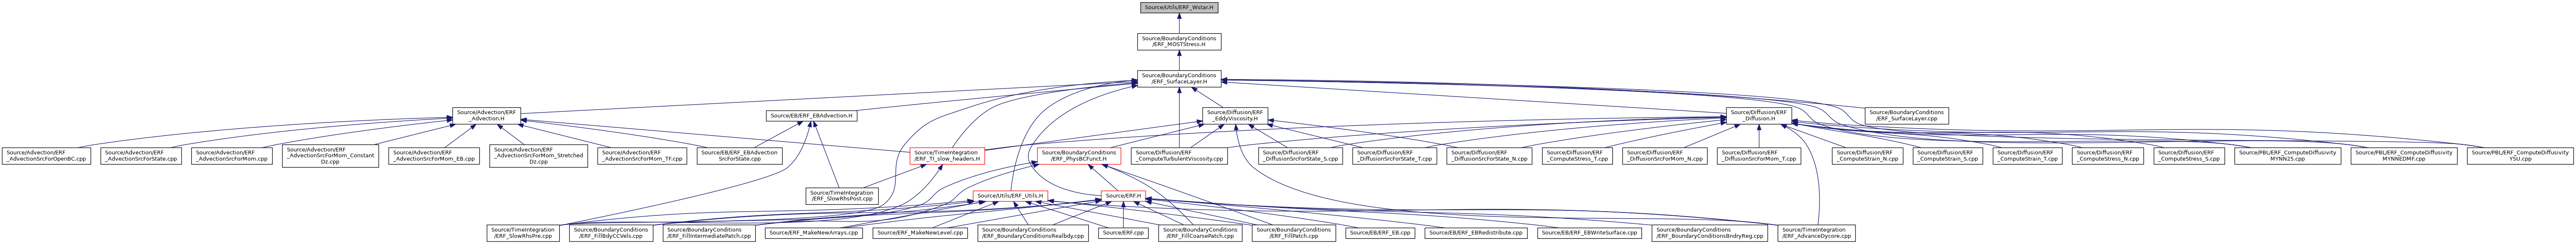 Source/Utils/ERF_Wstar.H
Source/BoundaryConditions
/ERF_MOSTStress.H
Source/BoundaryConditions
/ERF_SurfaceLayer.H
Source/Advection/ERF
_Advection.H
Source/EB/ERF_EBAdvection.H
Source/Diffusion/ERF
_EddyViscosity.H
Source/Diffusion/ERF
_Diffusion.H
Source/BoundaryConditions
/ERF_SurfaceLayer.cpp
Source/Advection/ERF
_AdvectionSrcForOpenBC.cpp
Source/Advection/ERF
_AdvectionSrcForState.cpp
Source/Advection/ERF
_AdvectionSrcForMom.cpp
Source/Advection/ERF
_AdvectionSrcForMom_Constant
DZ.cpp
Source/Advection/ERF
_AdvectionSrcForMom_EB.cpp
Source/Advection/ERF
_AdvectionSrcForMom_Stretched
DZ.cpp
Source/Advection/ERF
_AdvectionSrcForMom_TF.cpp
Source/EB/ERF_EBAdvection
SrcForState.cpp
Source/TimeIntegration
/ERF_TI_slow_headers.H
Source/BoundaryConditions
/ERF_PhysBCFunct.H
Source/Diffusion/ERF
_ComputeTurbulentViscosity.cpp
Source/Diffusion/ERF
_DiffusionSrcForState_S.cpp
Source/Diffusion/ERF
_DiffusionSrcForState_T.cpp
Source/Diffusion/ERF
_DiffusionSrcForState_N.cpp
Source/Diffusion/ERF
_ComputeStress_T.cpp
Source/Diffusion/ERF
_DiffusionSrcForMom_N.cpp
Source/Diffusion/ERF
_DiffusionSrcForMom_T.cpp
Source/Diffusion/ERF
_ComputeStrain_N.cpp
Source/Diffusion/ERF
_ComputeStrain_S.cpp
Source/Diffusion/ERF
_ComputeStrain_T.cpp
Source/Diffusion/ERF
_ComputeStress_N.cpp
Source/Diffusion/ERF
_ComputeStress_S.cpp
Source/PBL/ERF_ComputeDiffusivity
MYNN25.cpp
Source/PBL/ERF_ComputeDiffusivity
MYNNEDMF.cpp
Source/PBL/ERF_ComputeDiffusivity
YSU.cpp
Source/TimeIntegration
/ERF_SlowRhsPost.cpp
Source/Utils/ERF_Utils.H
Source/ERF.H
Source/TimeIntegration
/ERF_SlowRhsPre.cpp
Source/BoundaryConditions
/ERF_FillBdyCCVels.cpp
Source/BoundaryConditions
/ERF_FillIntermediatePatch.cpp
Source/ERF_MakeNewArrays.cpp
Source/ERF_MakeNewLevel.cpp
Source/BoundaryConditions
/ERF_BoundaryConditionsRealbdy.cpp
Source/ERF.cpp
Source/BoundaryConditions
/ERF_FillCoarsePatch.cpp
Source/BoundaryConditions
/ERF_FillPatch.cpp
Source/EB/ERF_EB.cpp
Source/EB/ERF_EBRedistribute.cpp
Source/EB/ERF_EBWriteSurface.cpp
Source/BoundaryConditions
/ERF_BoundaryConditionsBndryReg.cpp
Source/TimeIntegration
/ERF_AdvanceDycore.cpp